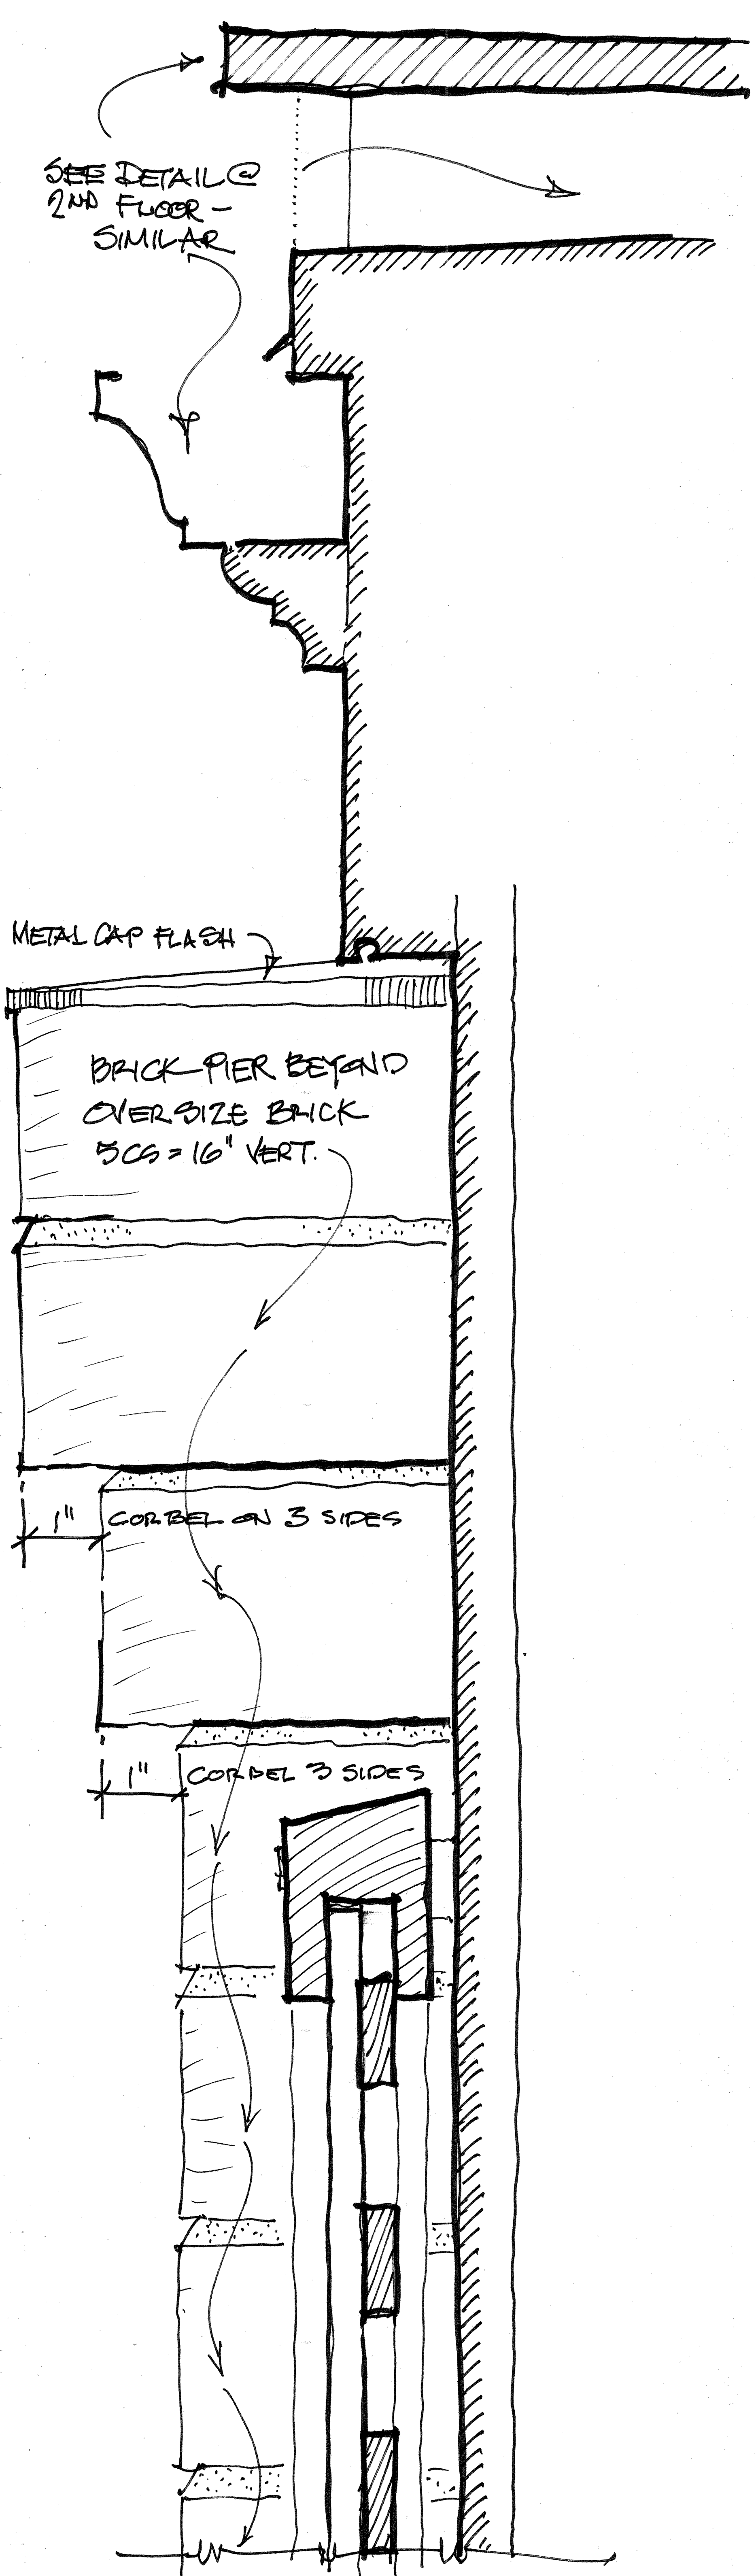 SEE DETAIL @
2ND FLOOR -
SIMILAR
METAL CAP FLASH
BRICK PIER BEYOND
OVERSIZE BRICK
5CS = 16" VERT.
1"
CORBEL ON 3 SIDES
1"
CORBEL 3 SIDES